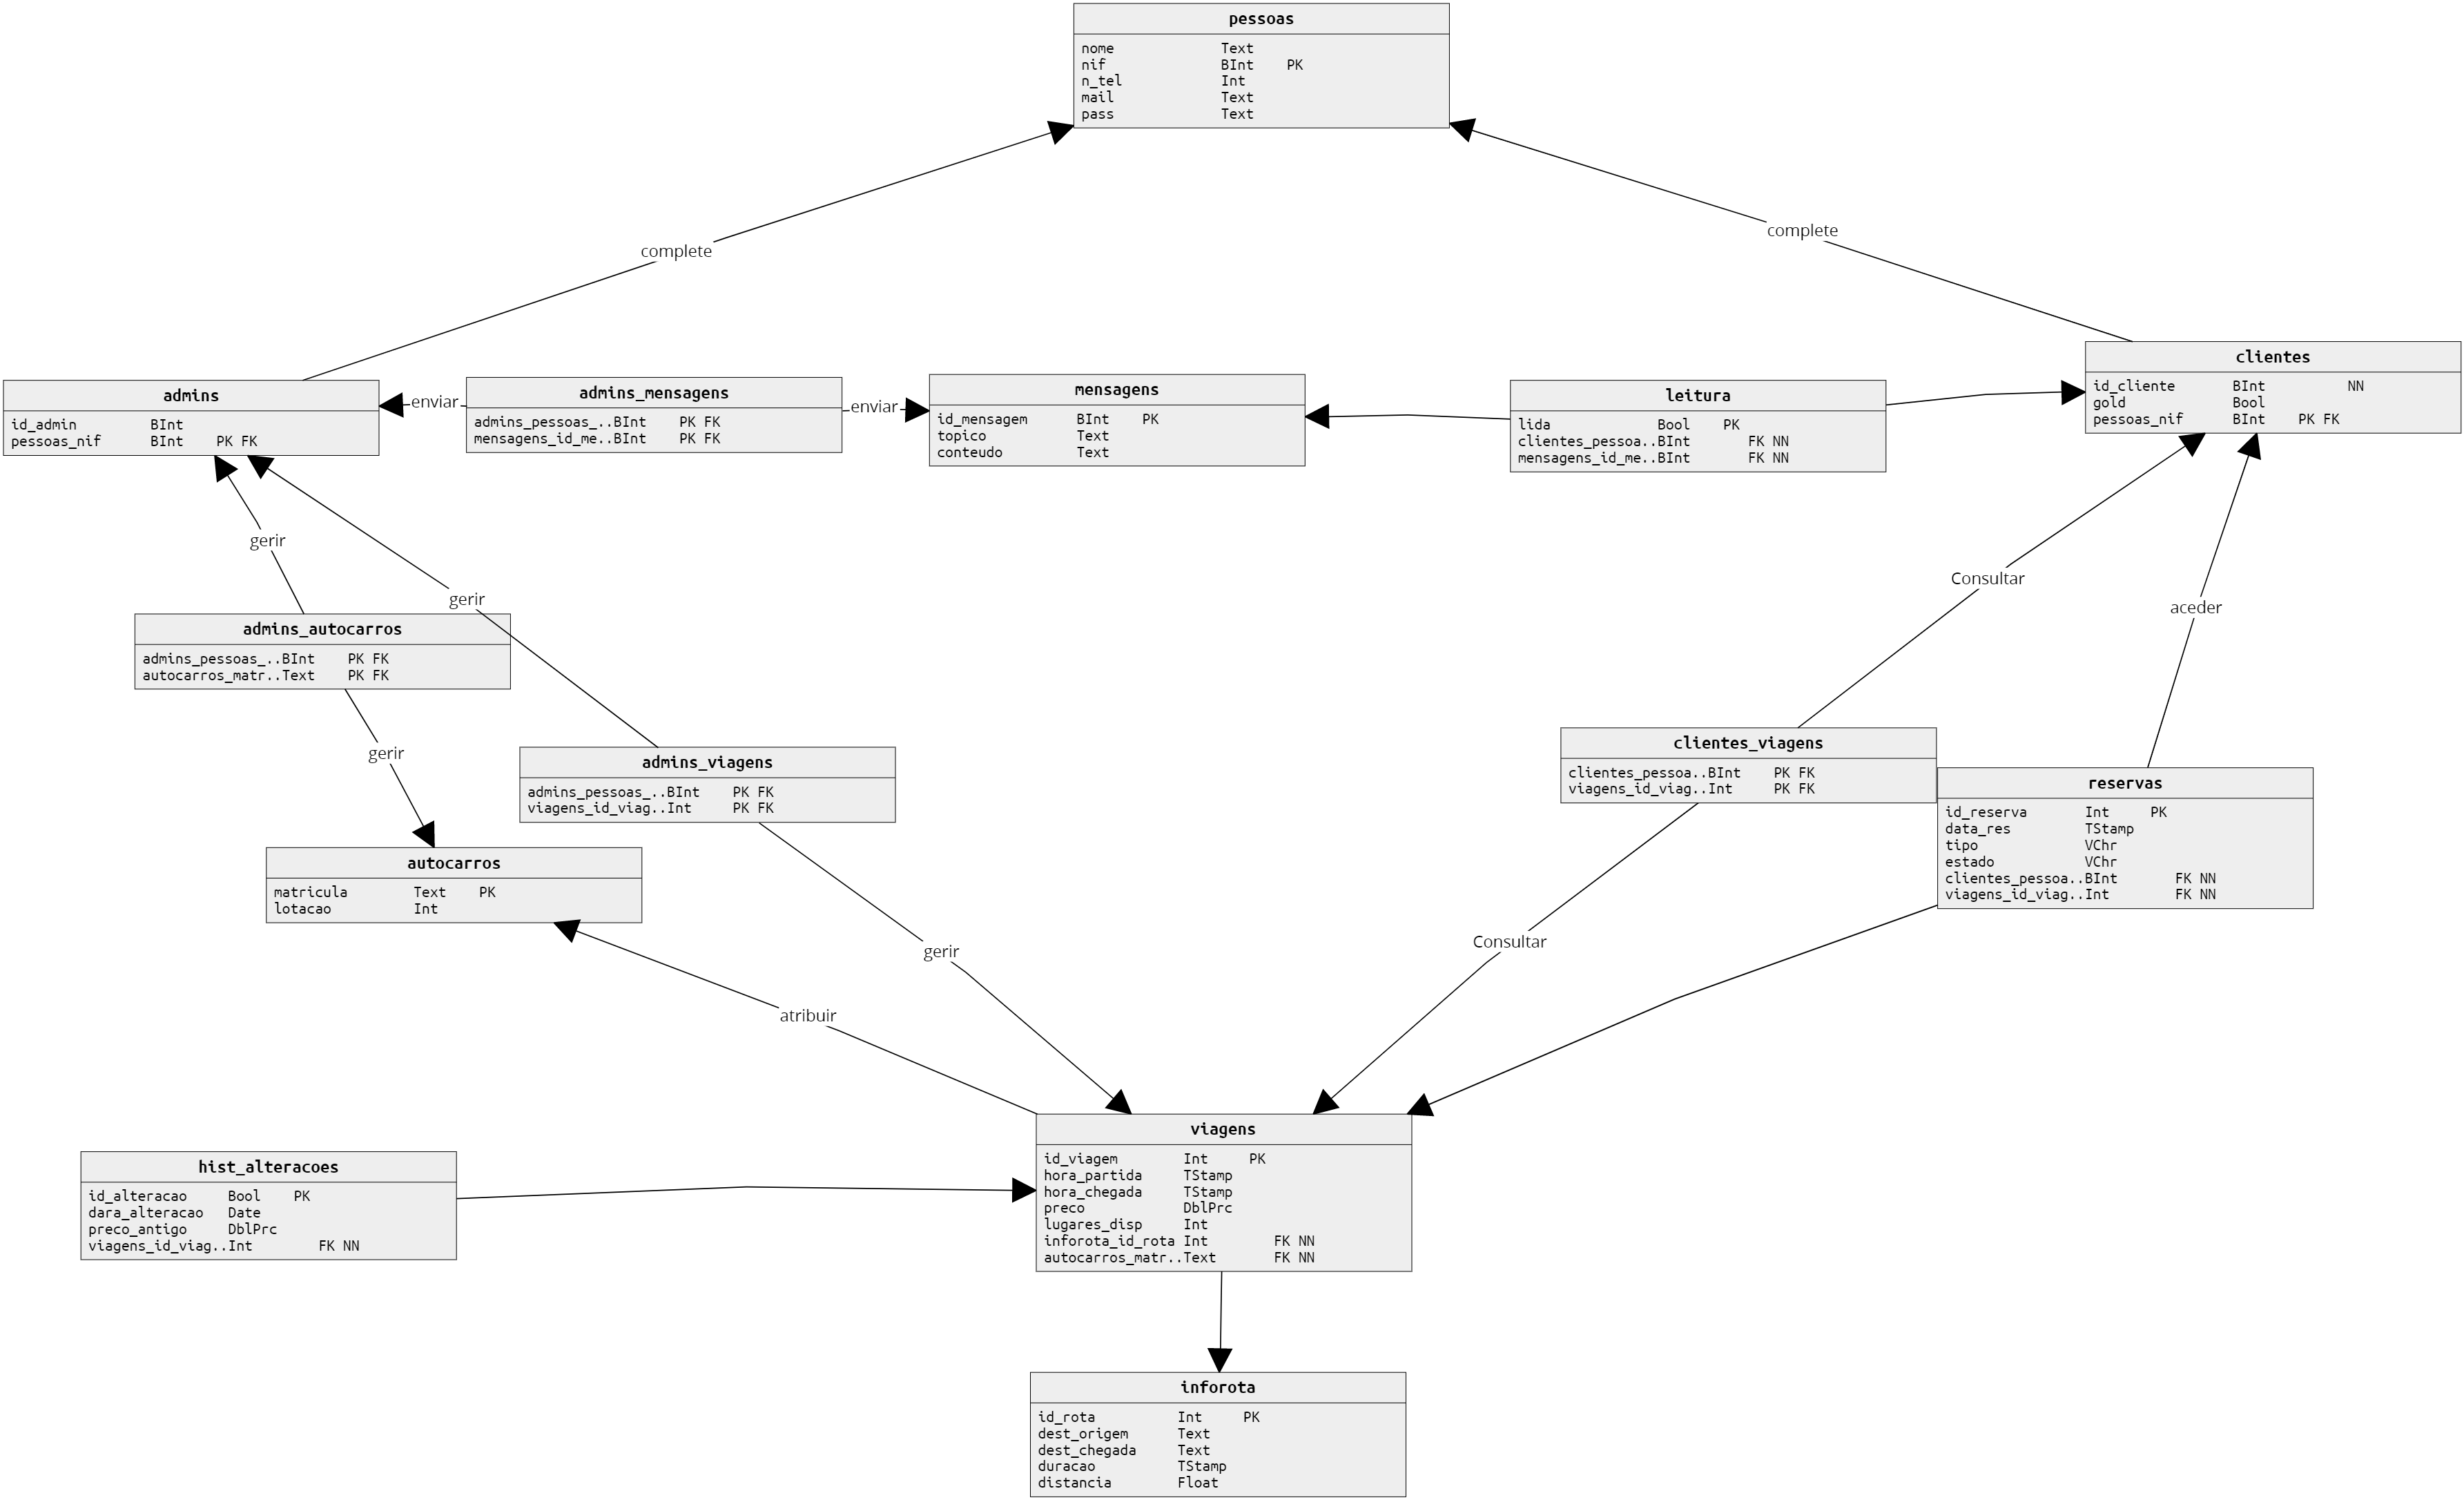 pessoas
nome Text
nif BInt PK
n_tel Int
mail Text
pass Text
complete
complete
admins
id_admin BInt
pessoas_nif BInt PK FK
enviar
admins_mensagens
admins_pessoas_..BInt PK FK
mensagens_id_me..BInt PK FK
enviar
mensagens
id_mensagem BInt PK
topico Text
conteudo Text
leitura
lida Bool PK
clientes_pessoa..BInt FK NN
mensagens_id_me..BInt FK NN
clientes
id_cliente BInt NN
gold Bool
pessoas_nif BInt PK FK
gerir
gerir
Consultar
aceder
admins_autocarros
admins_pessoas_..BInt PK FK
autocarros_matr..Text PK FK
gerir
admins_viagens
admins_pessoas_..BInt PK FK
viagens_id_viag..Int PK FK
clientes_viagens
clientes_pessoa..BInt PK FK
viagens_id_viag..Int PK FK
reservas
id_reserva Int PK
data_res TStamp
tipo VChr
estado VChr
clientes_pessoa..BInt FK NN
viagens_id_viag..Int FK NN
autocarros
matricula Text PK
lotacao Int
gerir
Consultar
atribuir
viagens
id_viagem Int PK
hora_partida TStamp
hora_chegada TStamp
preco DblPrc
lugares_disp Int
inforota_id_rota Int FK NN
autocarros_matr..Text FK NN
hist_alteracoes
id_alteracao Bool PK
dara_alteracao Date
preco_antigo DblPrc
viagens_id_viag..Int FK NN
inforota
id_rota Int PK
dest_origem Text
dest_chegada Text
duracao TStamp
distancia Float